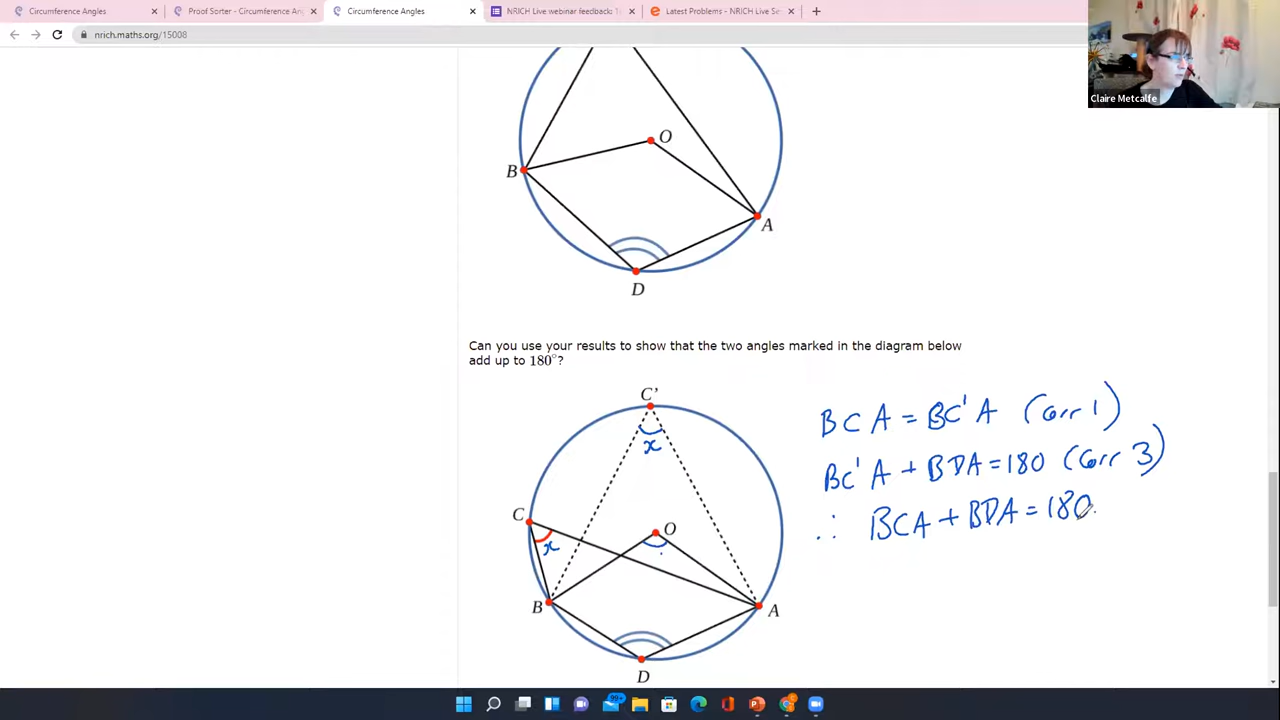 Circumference Angles
Proof Sorter - Circumference An
Circumference Angles
NRICH Live webinar feedback:
Latest Problems - NRICH Live Se
nrich.maths.org/15008
Claire Metcalfe
O
B
A
D
Can you use your results to show that the two angles marked in the diagram below
add up to 180°?
C'
x
C
x
O
B
A
D
BCA = BC'A (Corr 1)
BC'A + BDA = 180 (Corr 3)
∴ BCA + BDA = 180
99+